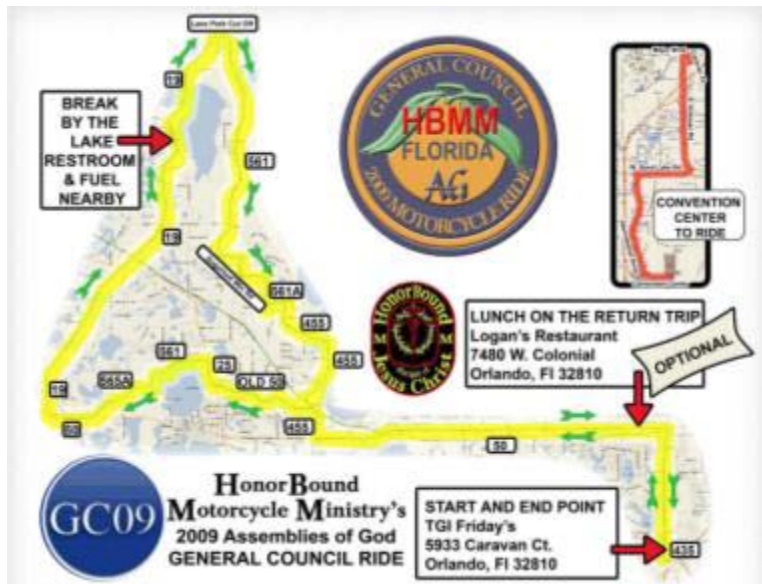 Lake Park Cut Off
19
BREAK
BY THE
LAKE
RESTROOM
& FUEL
NEARBY
561
19
561A
455
455
561
25
OLD 50
565A
19
50
455
50
435
GENERAL COUNCIL
HBMM
FLORIDA
AG
2009 MOTORCYCLE RIDE
CONVENTION
CENTER
TO RIDE
HonorBound
M M
Jesus Christ
LUNCH ON THE RETURN TRIP
Logan's Restaurant
7480 W. Colonial
Orlando, Fl 32810
OPTIONAL
GC09
HonorBound
Motorcycle Ministry's
2009 Assemblies of God
GENERAL COUNCIL RIDE
START AND END POINT
TGI Friday's
5933 Caravan Ct.
Orlando, Fl 32810